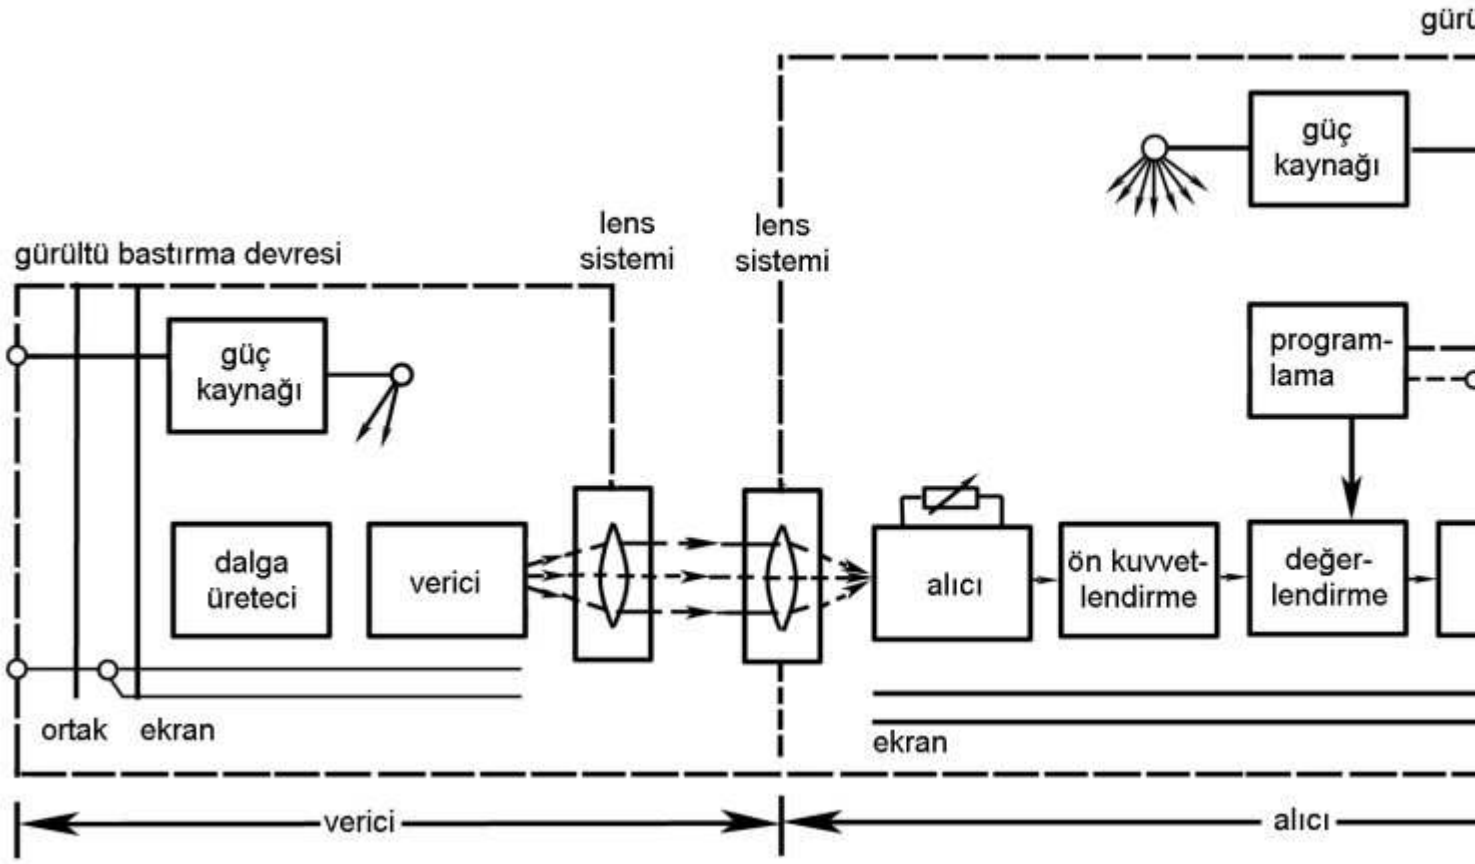 gürü
güç
kaynağı
lens
sistemi
lens
sistemi
gürültü bastırma devresi
güç
kaynağı
program-
lama
dalga
üreteci
verici
alıcı
ön kuvvet-
lendirme
değer-
lendirme
ortak
ekran
ekran
verici
alıcı